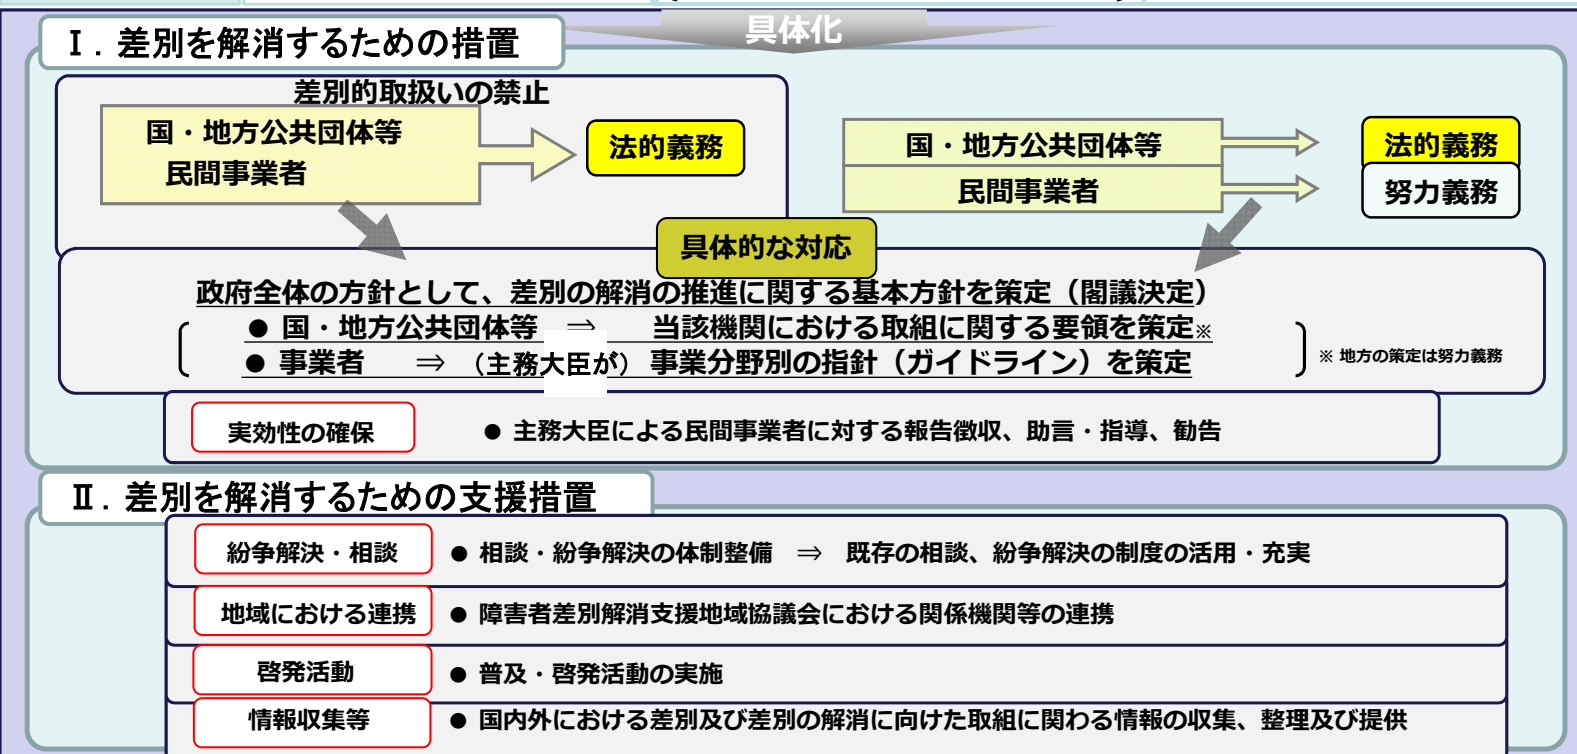 具体化
Ⅰ．差別を解消するための措置
差別的取扱いの禁止
国・地方公共団体等
民間事業者
法的義務
国・地方公共団体等
法的義務
民間事業者
努力義務
具体的な対応
政府全体の方針として、差別の解消の推進に関する基本方針を策定（閣議決定）
● 国・地方公共団体等 ⇒ 当該機関における取組に関する要領を策定※
● 事業者 ⇒ （主務大臣が） 事業分野別の指針（ガイドライン）を策定
※ 地方の策定は努力義務
実効性の確保
● 主務大臣による民間事業者に対する報告徴収、助言・指導、勧告
Ⅱ．差別を解消するための支援措置
紛争解決・相談
● 相談・紛争解決の体制整備 ⇒ 既存の相談、紛争解決の制度の活用・充実
地域における連携
● 障害者差別解消支援地域協議会における関係機関等の連携
啓発活動
● 普及・啓発活動の実施
情報収集等
● 国内外における差別及び差別の解消に向けた取組に関わる情報の収集、整理及び提供